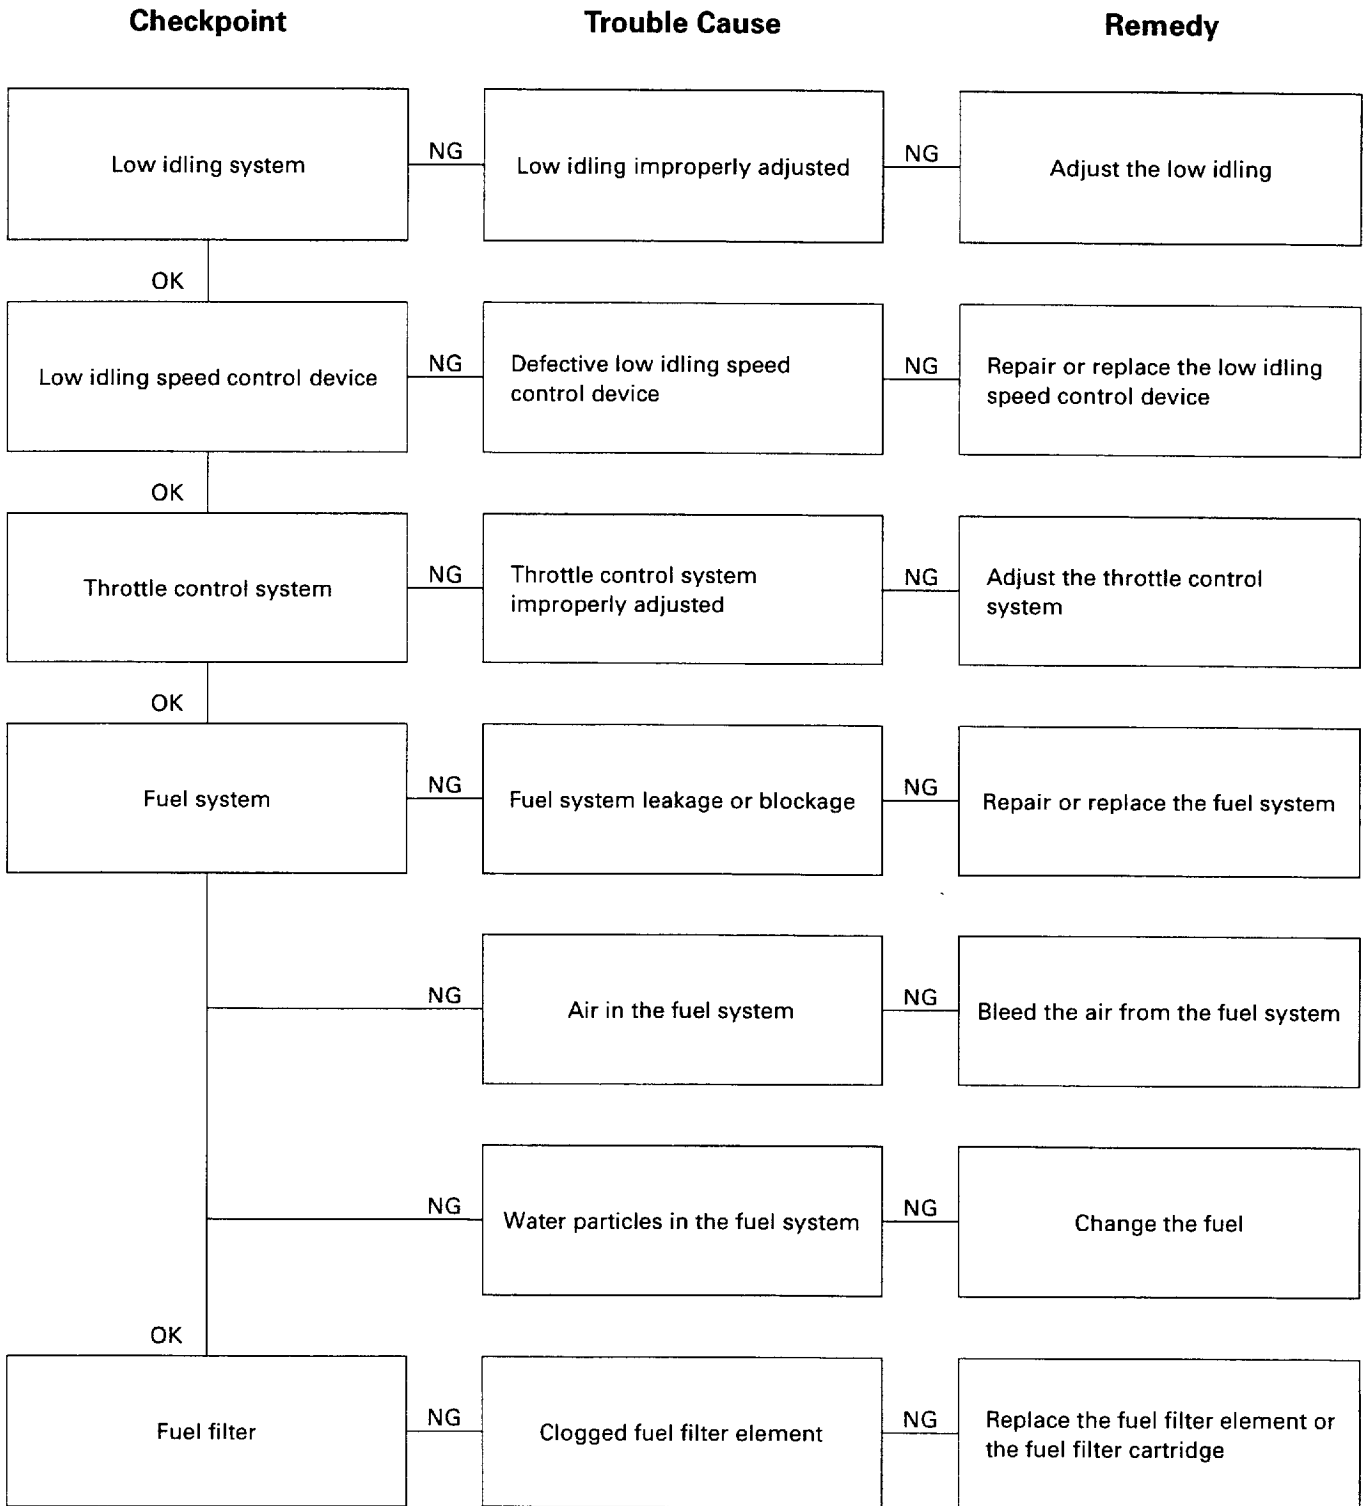 Checkpoint
Trouble Cause
Remedy
Low idling system
NG
Low idling improperly adjusted
NG
Adjust the low idling
OK
Low idling speed control device
NG
Defective low idling speed
control device
NG
Repair or replace the low idling
speed control device
OK
Throttle control system
NG
Throttle control system
improperly adjusted
NG
Adjust the throttle control
system
OK
Fuel system
NG
Fuel system leakage or blockage
NG
Repair or replace the fuel system
NG
Air in the fuel system
NG
Bleed the air from the fuel system
NG
Water particles in the fuel system
NG
Change the fuel
OK
Fuel filter
NG
Clogged fuel filter element
NG
Replace the fuel filter element or
the fuel filter cartridge